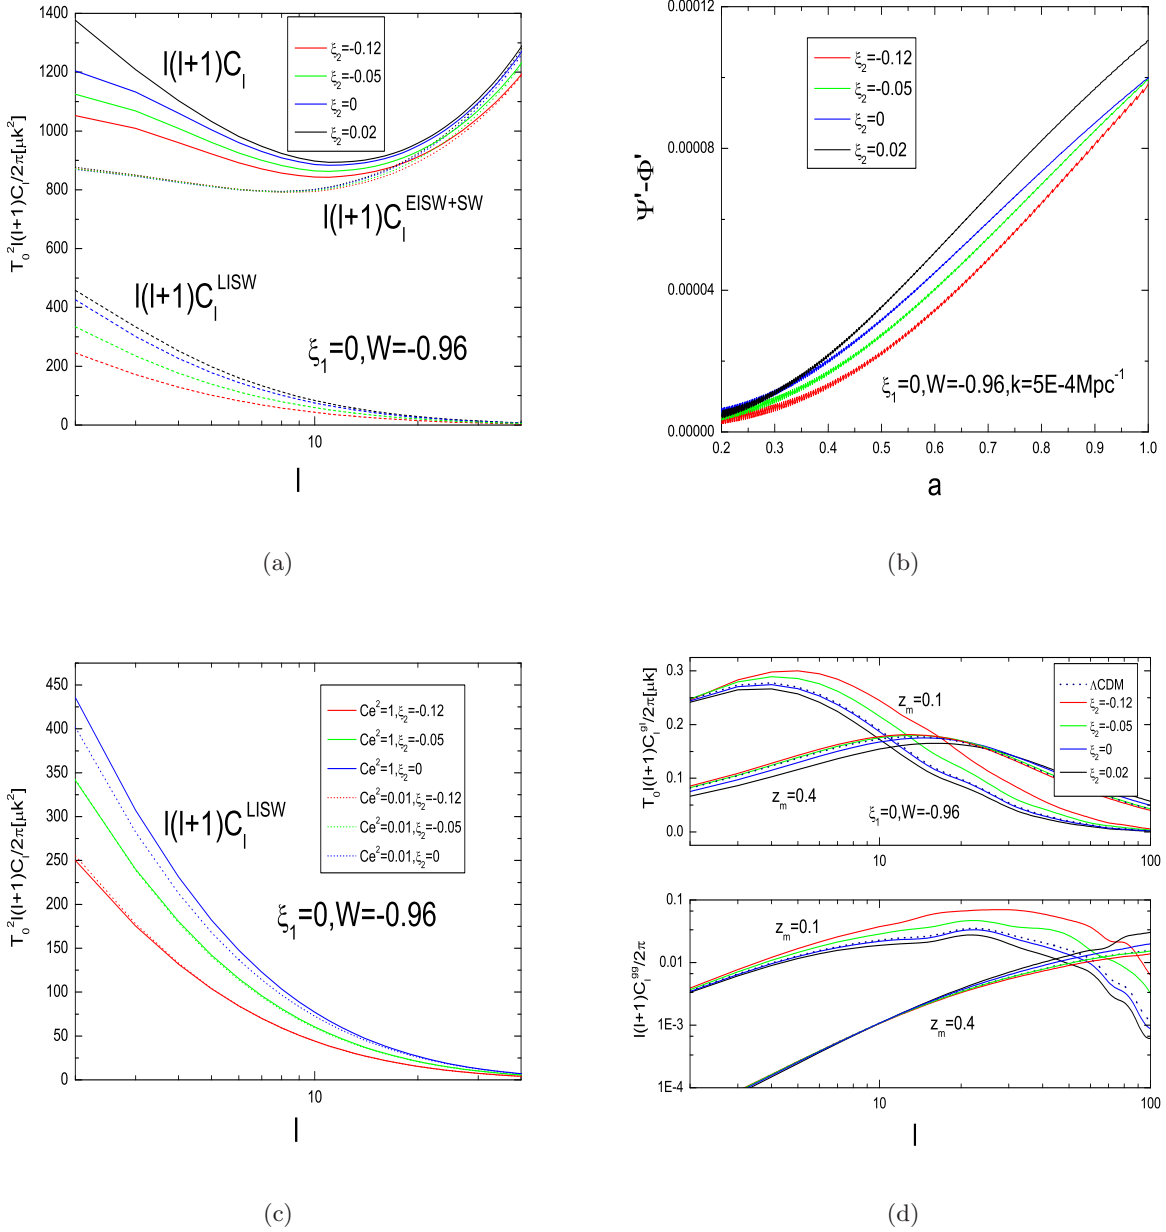 1400
1200
1000
800
600
400
200
0
T₀²l(l+1)Cₗ/2π[μk²]
l(l+1)Cₗ
ξ₂=-0.12
ξ₂=-0.05
ξ₂=0
ξ₂=0.02
l(l+1)Cₗ^EISW+SW
l(l+1)Cₗ^LISW
ξ₁=0,W=-0.96
10
l
(a)
0.00012
0.00008
0.00004
0.00000
Ψ'-Φ'
ξ₂=-0.12
ξ₂=-0.05
ξ₂=0
ξ₂=0.02
ξ₁=0,W=-0.96,k=5E-4Mpc⁻¹
0.2 0.3 0.4 0.5 0.6 0.7 0.8 0.9 1.0
a
(b)
450
400
350
300
250
200
150
100
50
0
T₀²l(l+1)Cₗ/2π[μk²]
Ce²=1,ξ₂=-0.12
Ce²=1,ξ₂=-0.05
Ce²=1,ξ₂=0
Ce²=0.01,ξ₂=-0.12
Ce²=0.01,ξ₂=-0.05
Ce²=0.01,ξ₂=0
l(l+1)Cₗ^LISW
ξ₁=0,W=-0.96
10
l
(c)
0.3
0.2
0.1
0.0
T₀l(l+1)Cₗ^gI/2π[μk]
z_m=0.1
z_m=0.4
ξ₁=0,W=-0.96
ΛCDM
ξ₂=-0.12
ξ₂=-0.05
ξ₂=0
ξ₂=0.02
10 100
0.1
0.01
1E-3
1E-4
l(l+1)Cₗ^gg/2π
z_m=0.1
z_m=0.4
10 100
l
(d)